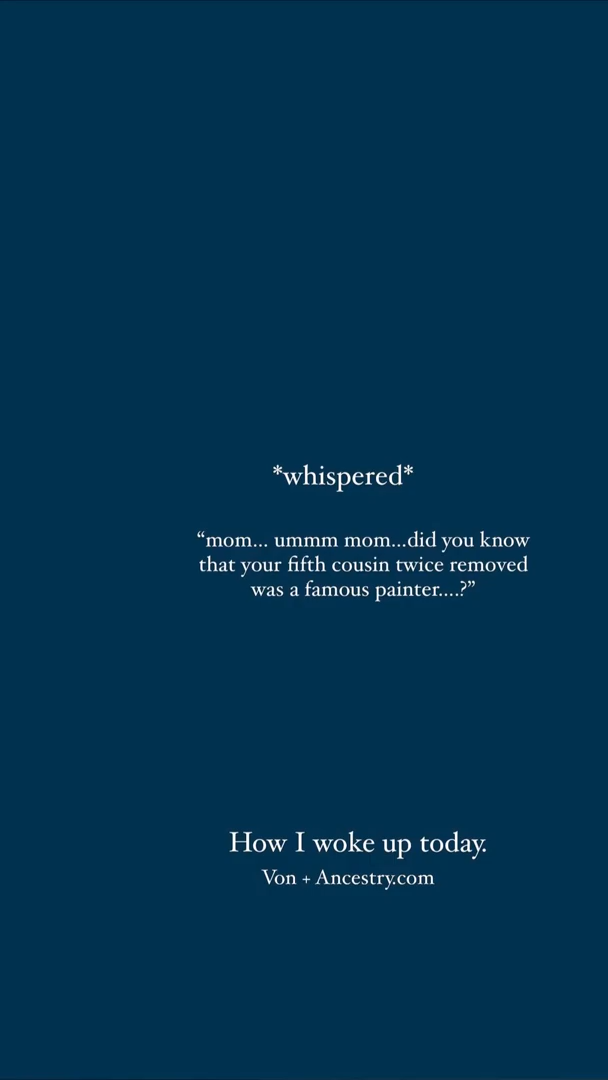 *whispered*
“mom... ummm mom...did you know
that your fifth cousin twice removed
was a famous painter....?”
How I woke up today.
Von + Ancestry.com